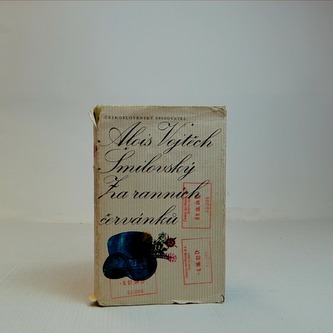 ČESKOSLOVENSKÝ SPISOVATEL
Alois Vojtěch
Šmilovský
Za ranních
červánků